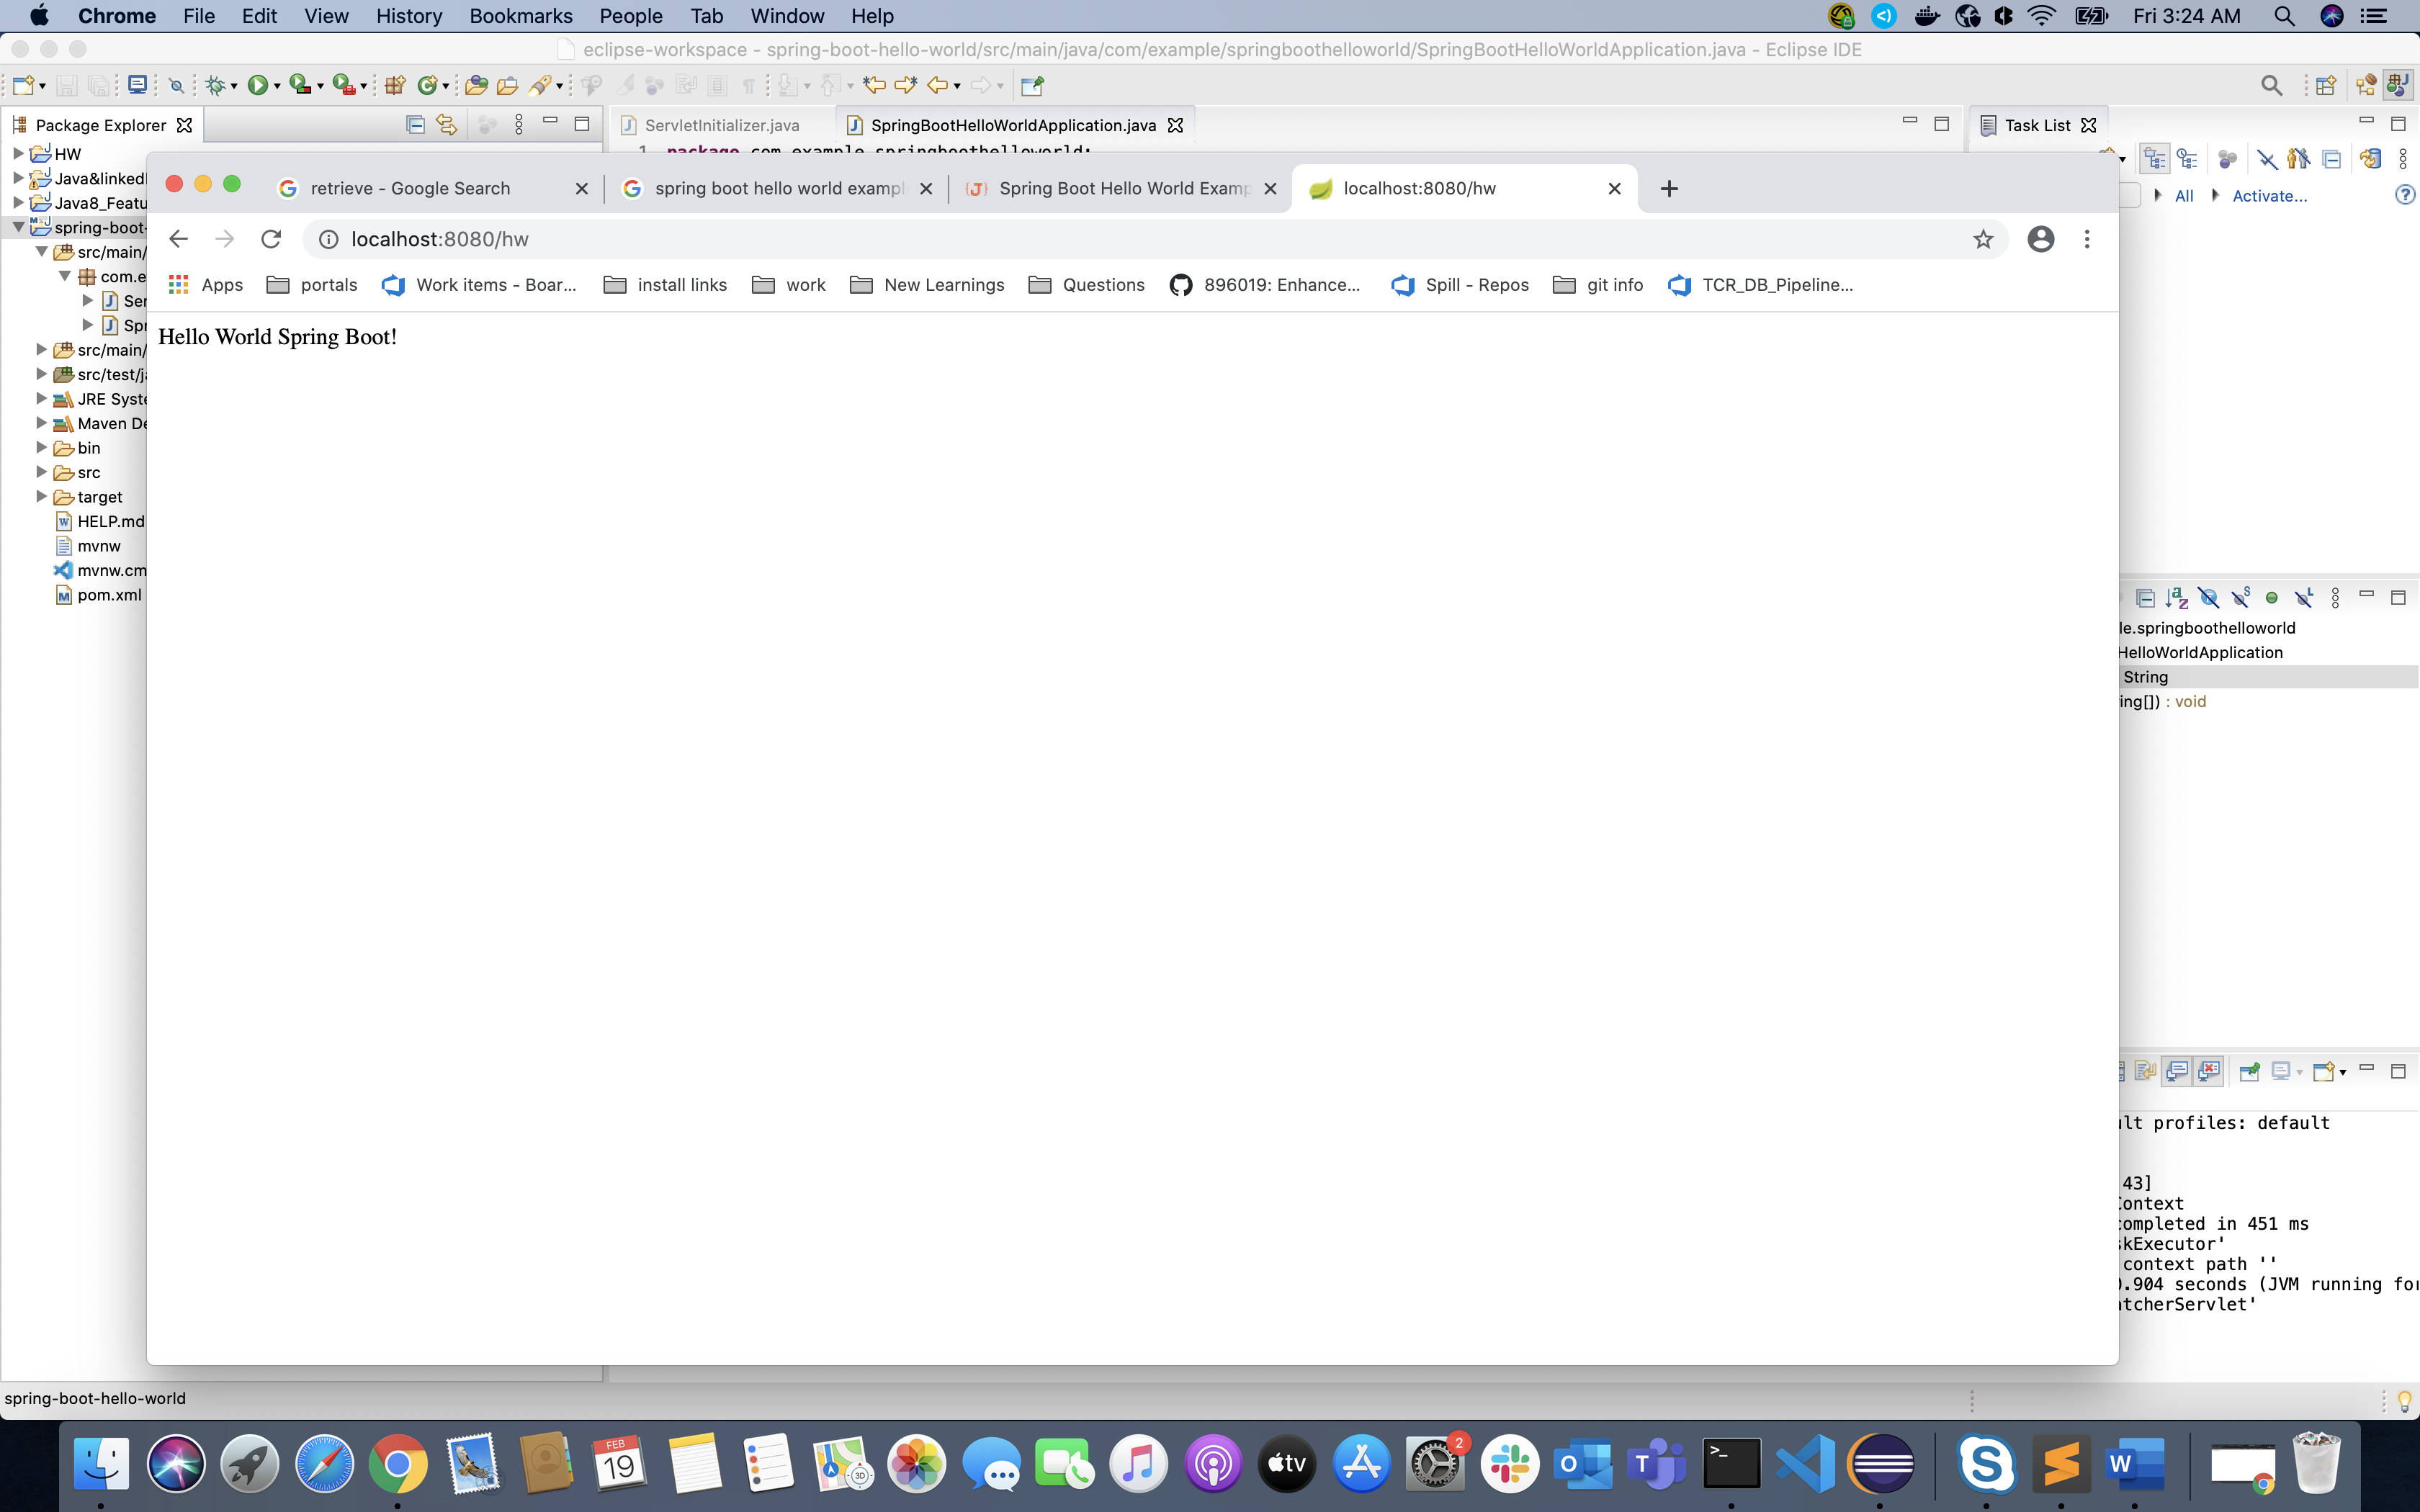 Chrome File Edit View History Bookmarks People Tab Window Help Fri 3:24 AM
eclipse-workspace - spring-boot-hello-world/src/main/java/com/example/springboothelloworld/SpringBootHelloWorldApplication.java - Eclipse IDE
Package Explorer ServletInitializer.java SpringBootHelloWorldApplication.java Task List
HW
1 package com.example.springboothelloworld;
Java&linked
Java8_Featu
spring-boot-
src/main/
com.e
Ser
Spr
src/main/
src/test/ja
JRE Syste
Maven De
bin
src
target
HELP.md
mvnw
mvnw.cm
pom.xml
retrieve - Google Search spring boot hello world exampl Spring Boot Hello World Examp localhost:8080/hw
All Activate...
localhost:8080/hw
Apps portals Work items - Boar... install links work New Learnings Questions 896019: Enhance... Spill - Repos git info TCR_DB_Pipeline...
Hello World Spring Boot!
le.springboothelloworld
HelloWorldApplication
String
ing[]) : void
ult profiles: default
43]
Context
completed in 451 ms
skExecutor'
context path ''
0.904 seconds (JVM running for
atcherServlet'
spring-boot-hello-world
FEB
19
3D
tv
2